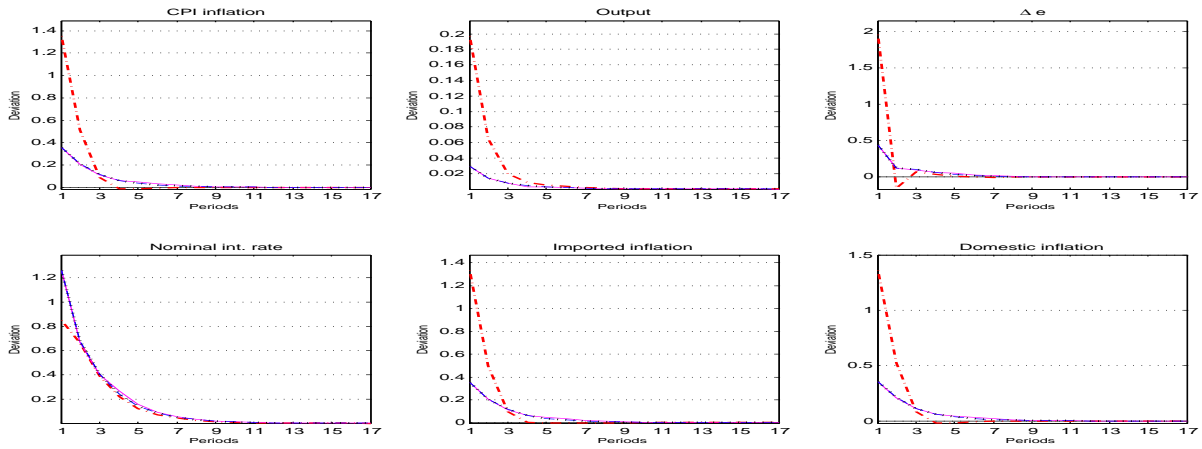 CPI inflation
1.4
1.2
1
0.8
0.6
0.4
0.2
0
Deviation
1 3 5 7 9 11 13 15 17
Periods
Output
0.2
0.18
0.16
0.14
0.12
0.1
0.08
0.06
0.04
0.02
Deviation
1 3 5 7 9 11 13 15 17
Periods
Δ e
2
1.5
1
0.5
0
Deviation
1 3 5 7 9 11 13 15 17
Periods
Nominal int. rate
1.2
1
0.8
0.6
0.4
0.2
Deviation
1 3 5 7 9 11 13 15 17
Periods
Imported inflation
1.4
1.2
1
0.8
0.6
0.4
0.2
0
Deviation
1 3 5 7 9 11 13 15 17
Periods
Domestic inflation
1.5
1
0.5
0
Deviation
1 3 5 7 9 11 13 15 17
Periods